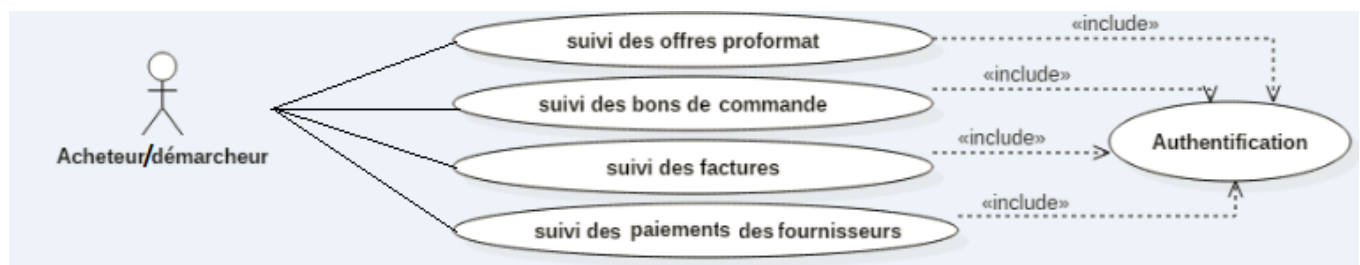 suivi des offres proformat
«include»
suivi des bons de commande
«include»
Acheteur/démarcheur
Authentification
suivi des factures
«include»
suivi des paiements des fournisseurs
«include»